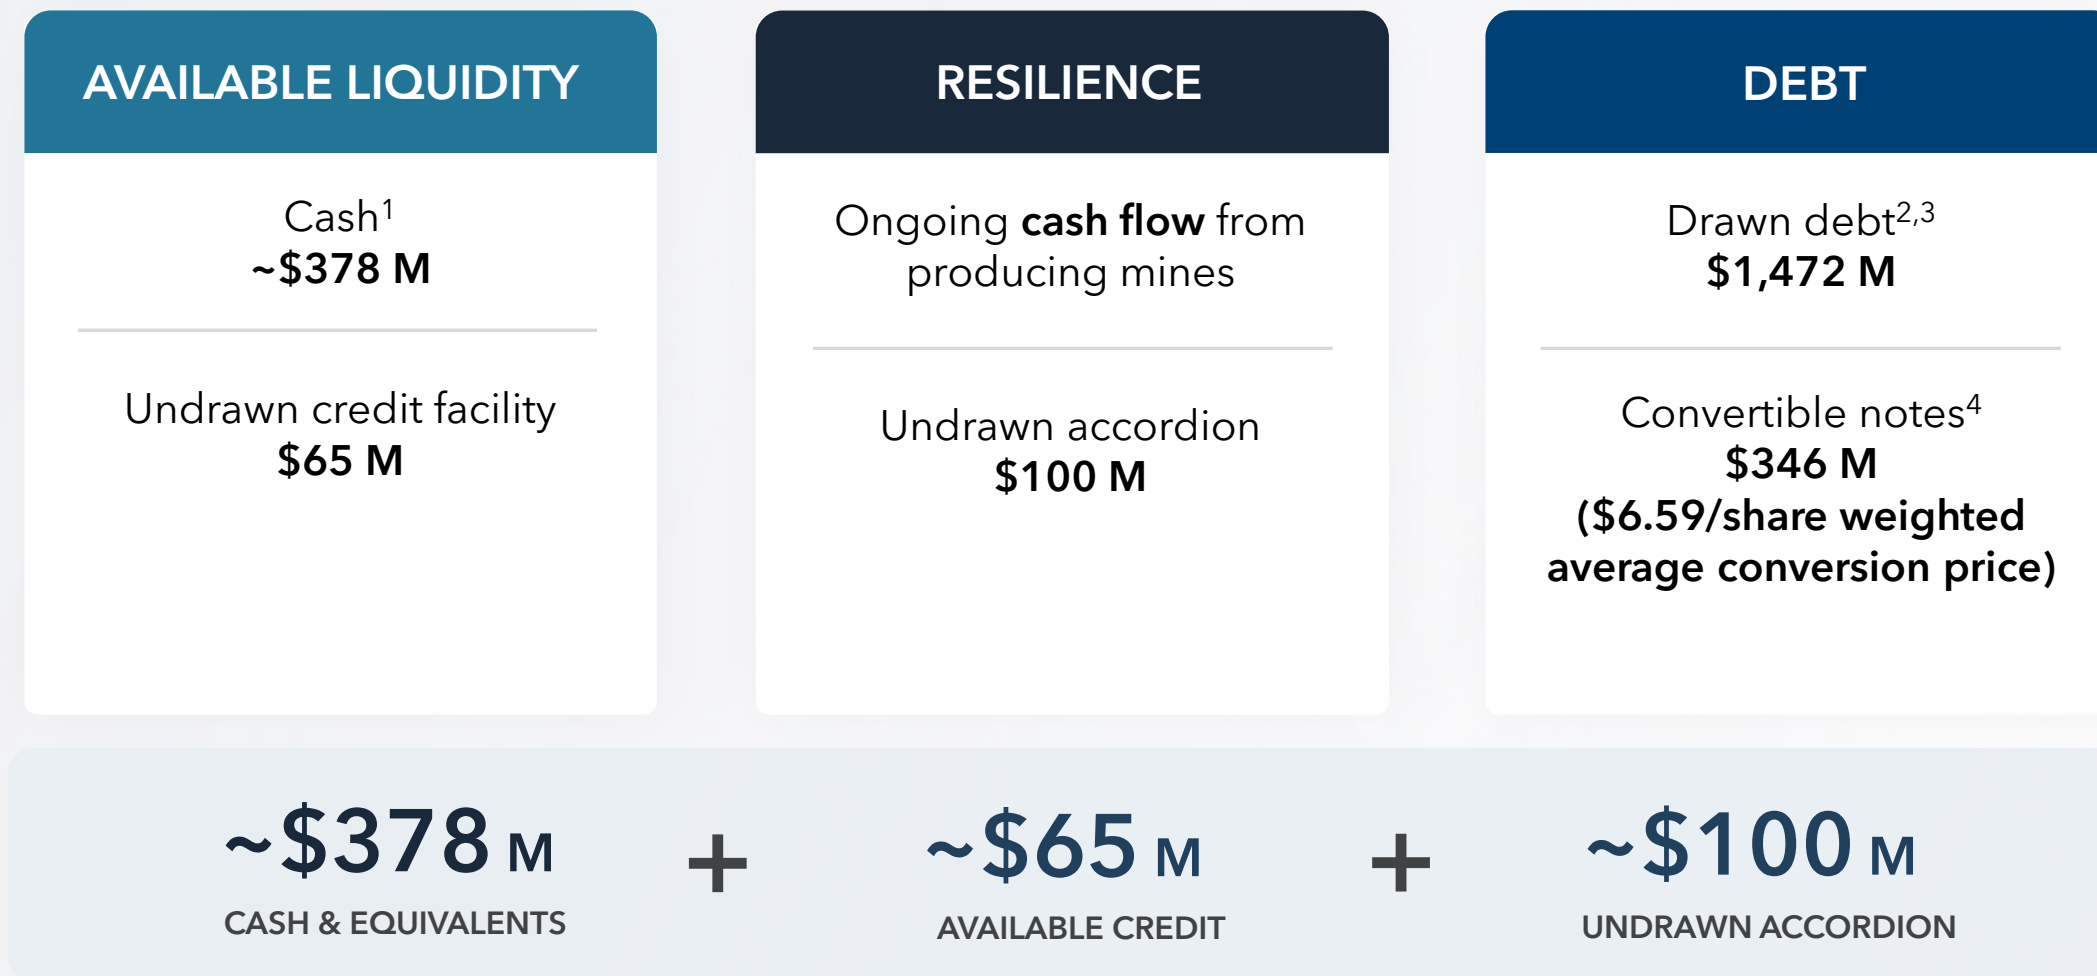 AVAILABLE LIQUIDITY
Cash¹
~$378 M
Undrawn credit facility
$65 M
RESILIENCE
Ongoing cash flow from
producing mines
Undrawn accordion
$100 M
DEBT
Drawn debt²,³
$1,472 M
Convertible notes⁴
$346 M
($6.59/share weighted
average conversion price)
~$378 M
CASH & EQUIVALENTS
+
~$65 M
AVAILABLE CREDIT
+
~$100 M
UNDRAWN ACCORDION